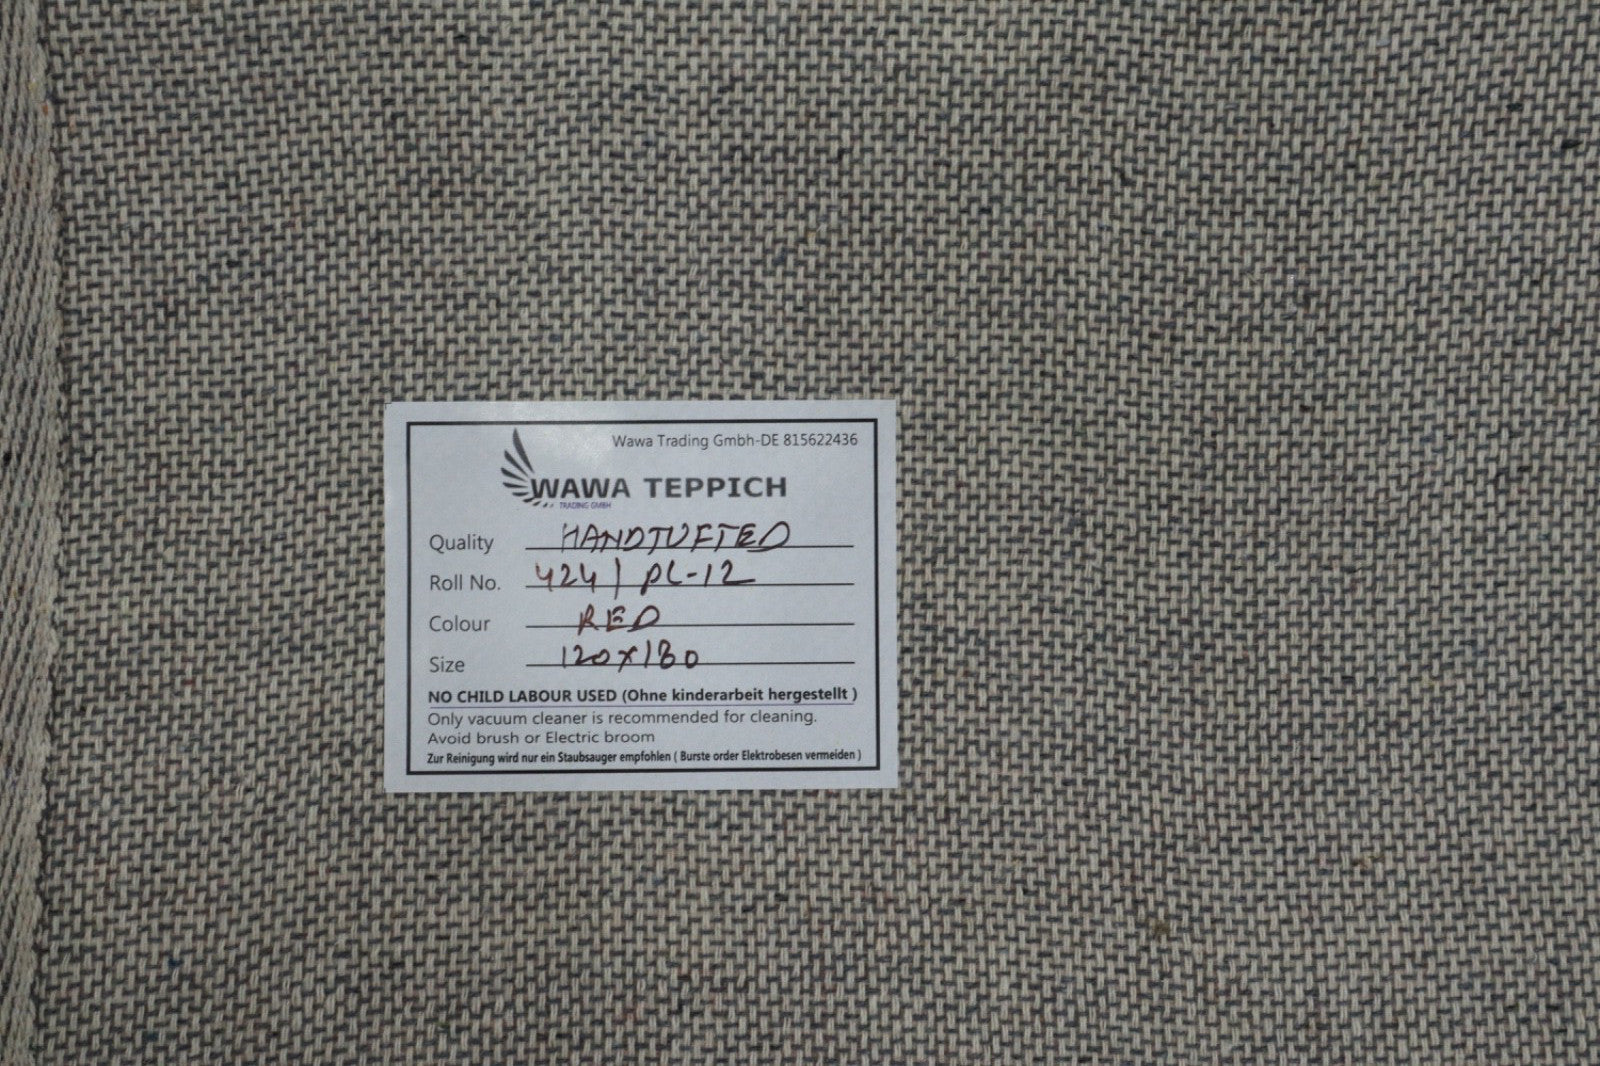 Wawa Trading Gmbh-DE 815622436
WAWA TEPPICH
TRADING GMBH
Quality HANDTUFTED
Roll No. 424 | PL-12
Colour RED
Size 120x180
NO CHILD LABOUR USED (Ohne kinderarbeit hergestellt )
Only vacuum cleaner is recommended for cleaning.
Avoid brush or Electric broom
Zur Reinigung wird nur ein Staubsauger empfohlen ( Burste order Elektrobesen vermeiden )